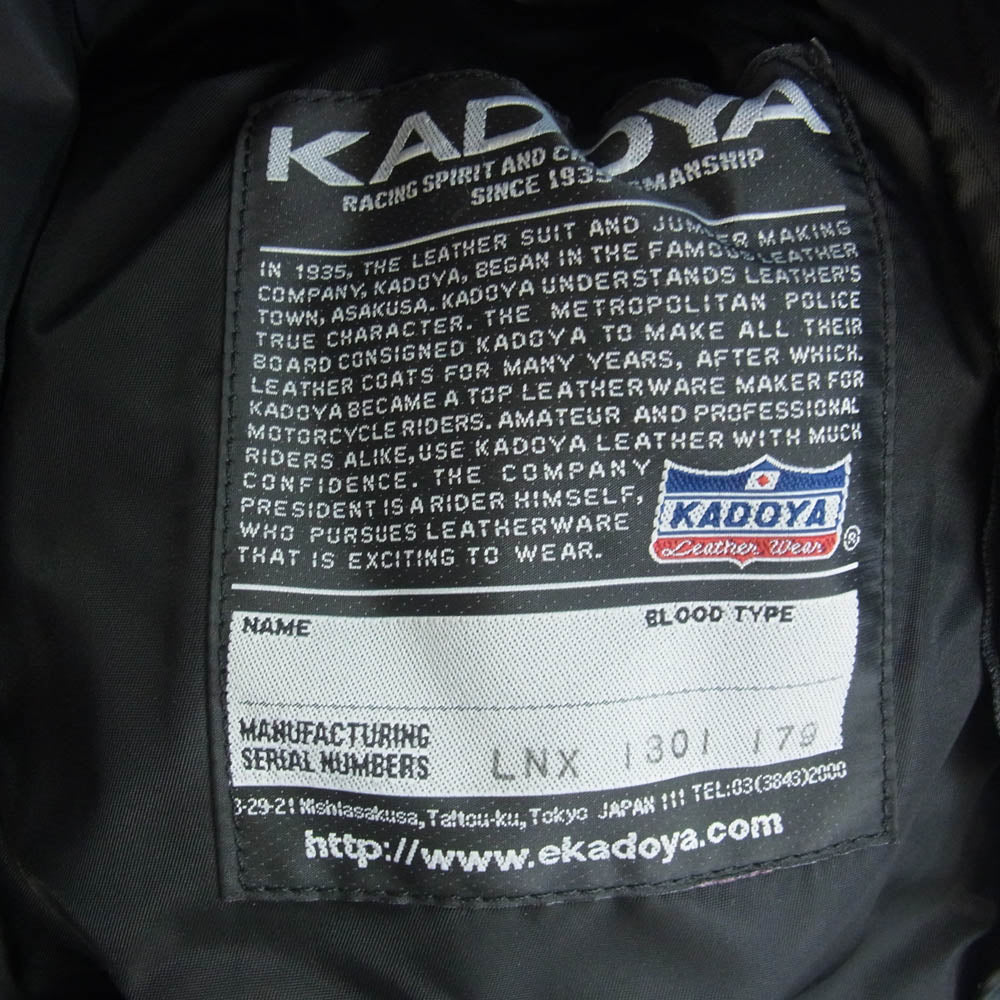 KADOYA
RACING SPIRIT AND
SINCE 1935
IN 1935, THE LEATHER SUIT AND JUMPER MAKING
COMPANY, KADOYA, BEGAN IN THE FAMOUS LEATHER
TOWN, ASAKUSA. KADOYA UNDERSTANDS LEATHER'S
TRUE CHARACTER. THE METROPOLITAN POLICE
BOARD CONSIGNED KADOYA TO MAKE ALL THEIR
LEATHER COATS FOR MANY YEARS, AFTER WHICH.
KADOYA BECAME A TOP LEATHERWARE MAKER FOR
MOTORCYCLE RIDERS. AMATEUR AND PROFESSIONAL
RIDERS ALIKE, USE KADOYA LEATHER WITH MUCH
CONFIDENCE. THE COMPANY
PRESIDENT IS A RIDER HIMSELF,
WHO PURSUES LEATHERWARE
THAT IS EXCITING TO WEAR.
KADOYA
Leather Wear ®
NAME BLOOD TYPE
MANUFACTURING
SERIAL NUMBERS LNX 1301 179
3-29-21 Nishiasakusa, Taitou-ku, Tokyo JAPAN 111 TEL:03(3843)2000
http://www.ekadoya.com